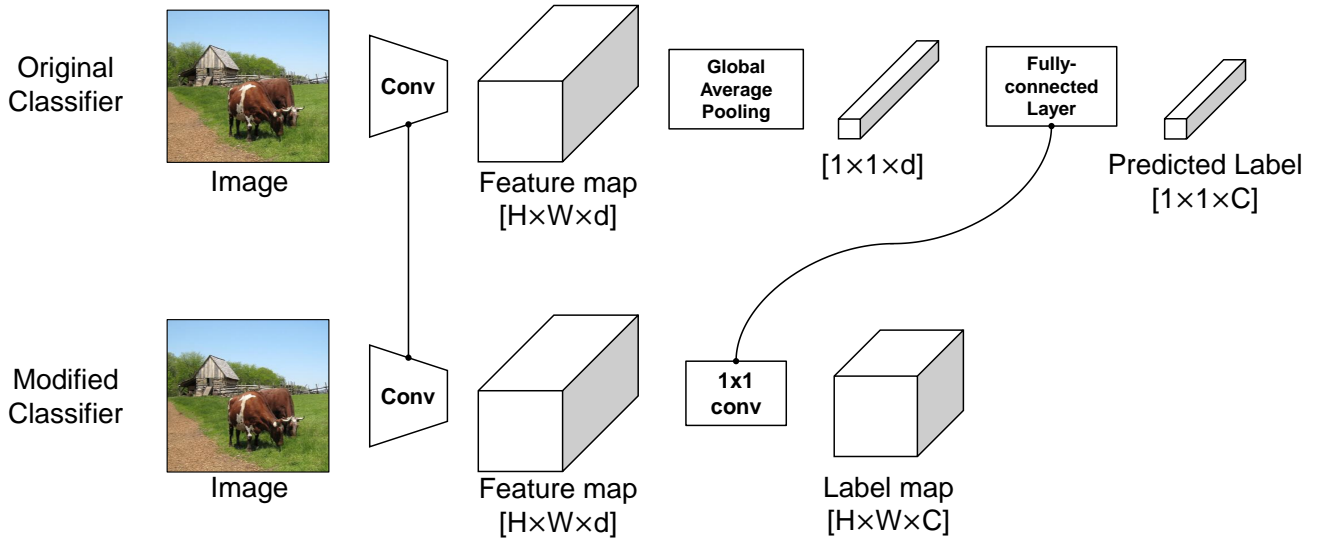 Original
Classifier
Image
Conv
Feature map
[H×W×d]
Global
Average
Pooling
[1×1×d]
Fully-
connected
Layer
Predicted Label
[1×1×C]
Modified
Classifier
Image
Conv
Feature map
[H×W×d]
1x1
conv
Label map
[H×W×C]